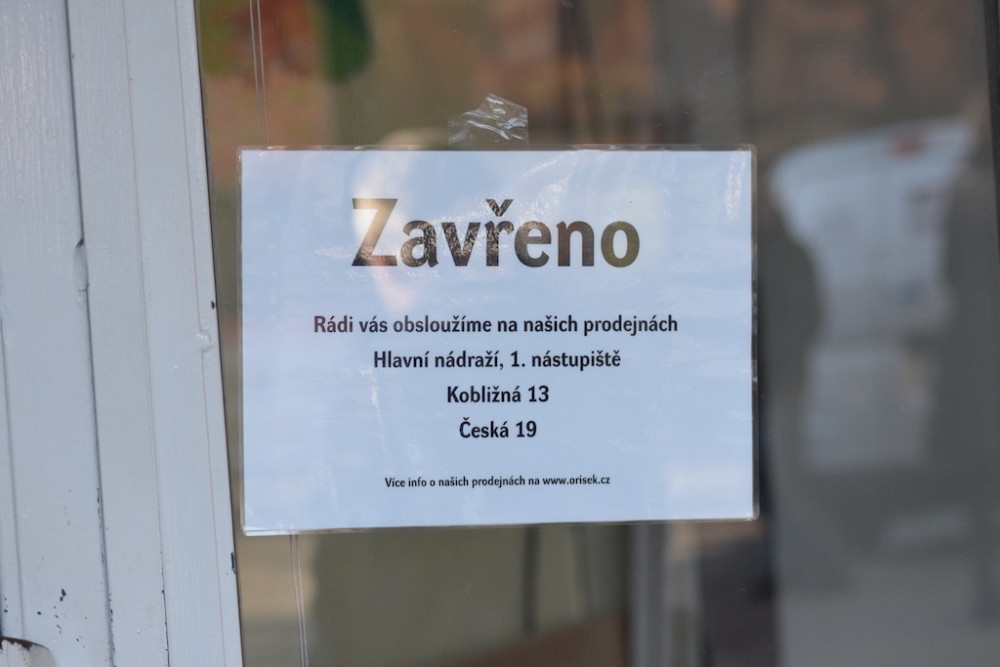 Zavřeno
Rádi vás obsloužíme na našich prodejnách
Hlavní nádraží, 1. nástupiště
Kobližná 13
Česká 19
Více info o našich prodejnách na www.orisek.cz